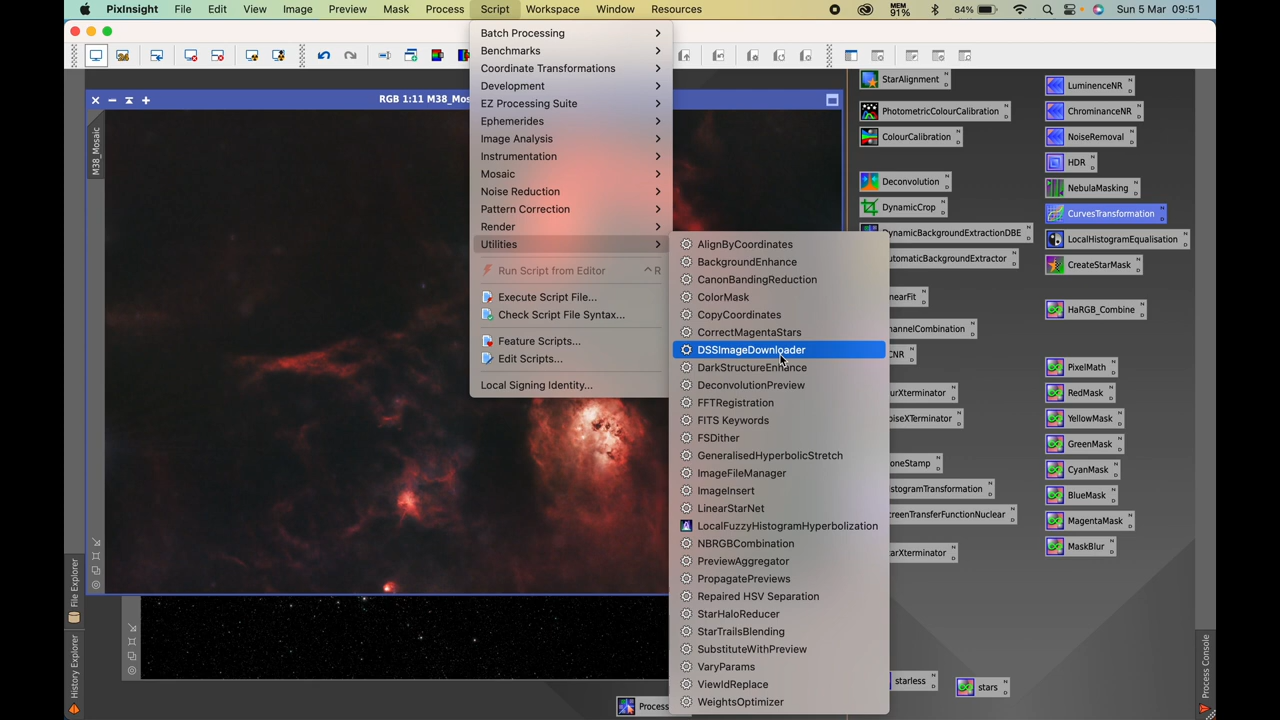 PixInsight File Edit View Image Preview Mask Process Script Workspace Window Resources MEM 91% 84% Sun 5 Mar 09:51
RGB 1:11 M38_Mos
M38_Mosaic
Batch Processing
Benchmarks
Coordinate Transformations
Development
EZ Processing Suite
Ephemerides
Image Analysis
Instrumentation
Mosaic
Noise Reduction
Pattern Correction
Render
Utilities
Run Script from Editor ^ R
Execute Script File...
Check Script File Syntax...
Feature Scripts...
Edit Scripts...
Local Signing Identity...
AlignByCoordinates
BackgroundEnhance
CanonBandingReduction
ColorMask
CopyCoordinates
CorrectMagentaStars
DSSImageDownloader
DarkStructureEnhance
DeconvolutionPreview
FFTRegistration
FITS Keywords
FSDither
GeneralisedHyperbolicStretch
ImageFileManager
ImageInsert
LinearStarNet
LocalFuzzyHistogramHyperbolization
NBRGBCombination
PreviewAggregator
PropagatePreviews
Repaired HSV Separation
StarHaloReducer
StarTrailsBlending
SubstituteWithPreview
VaryParams
ViewIdReplace
WeightsOptimizer
StarAlignment
PhotometricColourCalibration
ColourCalibration
Deconvolution
DynamicCrop
DynamicBackgroundExtractionDBE
utomaticBackgroundExtractor
nearFit
hannelCombination
CNR
urXterminator
oiseXTerminator
oneStamp
stogramTransformation
creenTransferFunctionNuclear
arXterminator
starless
stars
LuminenceNR
ChrominanceNR
NoiseRemoval
HDR
NebulaMasking
CurvesTransformation
LocalHistogramEqualisation
CreateStarMask
HaRGB_Combine
PixelMath
RedMask
YellowMask
GreenMask
CyanMask
BlueMask
MagentaMask
MaskBlur
File Explorer
History Explorer
Process Console
Process